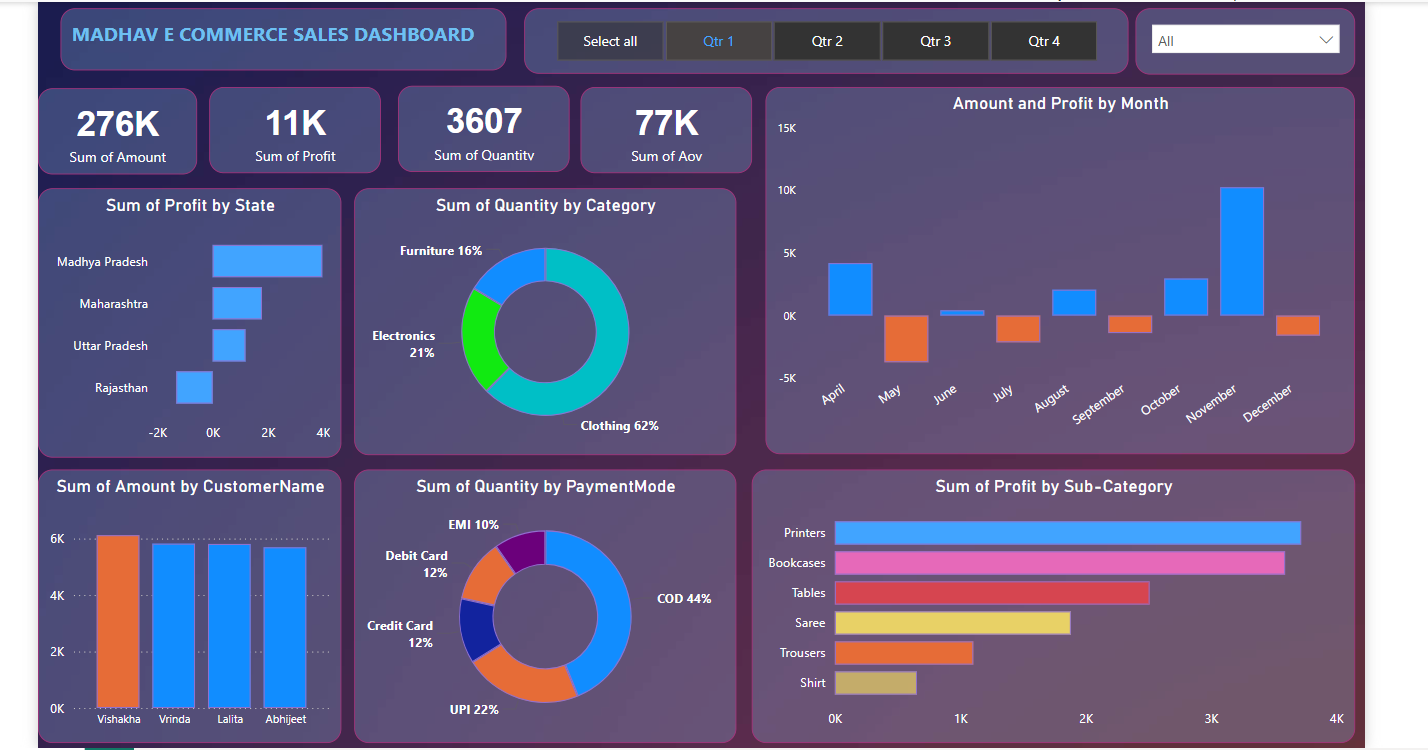 MADHAV E COMMERCE SALES DASHBOARD
Select all
Qtr 1
Qtr 2
Qtr 3
Qtr 4
All
276K
Sum of Amount
11K
Sum of Profit
3607
Sum of Quantity
77K
Sum of Aov
Amount and Profit by Month
15K
10K
5K
0K
-5K
April
May
June
July
August
September
October
November
December
Sum of Profit by State
Madhya Pradesh
Maharashtra
Uttar Pradesh
Rajasthan
-2K
0K
2K
4K
Sum of Quantity by Category
Furniture 16%
Electronics
21%
Clothing 62%
Sum of Amount by CustomerName
6K
4K
2K
0K
Vishakha
Vrinda
Lalita
Abhijeet
Sum of Quantity by PaymentMode
EMI 10%
Debit Card
12%
COD 44%
Credit Card
12%
UPI 22%
Sum of Profit by Sub-Category
Printers
Bookcases
Tables
Saree
Trousers
Shirt
0K
1K
2K
3K
4K